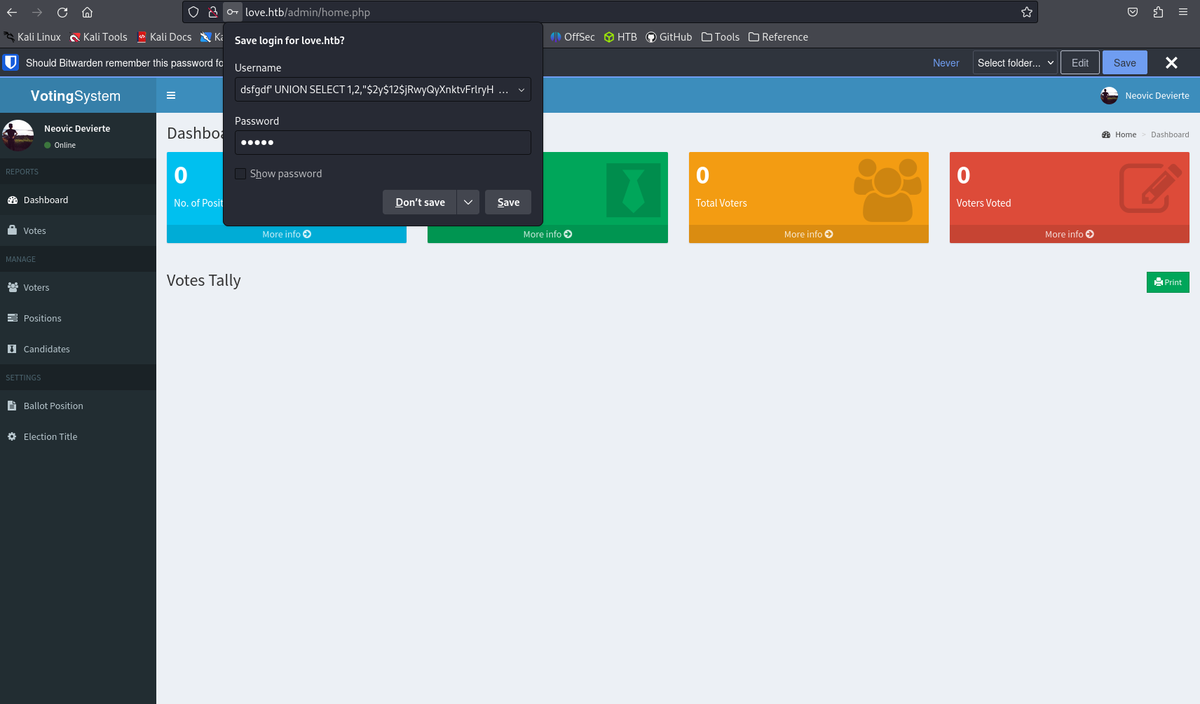 love.htb/admin/home.php
Kali Linux Kali Tools Kali Docs Ka OffSec HTB GitHub Tools Reference
Should Bitwarden remember this password fo Never Select folder... Edit Save
Save login for love.htb?
Username
dsfgdf' UNION SELECT 1,2,"$2y$12$jRwyQyXnktvFrlryH ...
Password
Show password
Don't save Save
VotingSystem Neovic Devierte
Neovic Devierte
Online
REPORTS
Dashboard
Votes
MANAGE
Voters
Positions
Candidates
SETTINGS
Ballot Position
Election Title
Dashboa Home > Dashboard
0 0 0
No. of Posit Total Voters Voters Voted
More info More info More info More info
Votes Tally Print